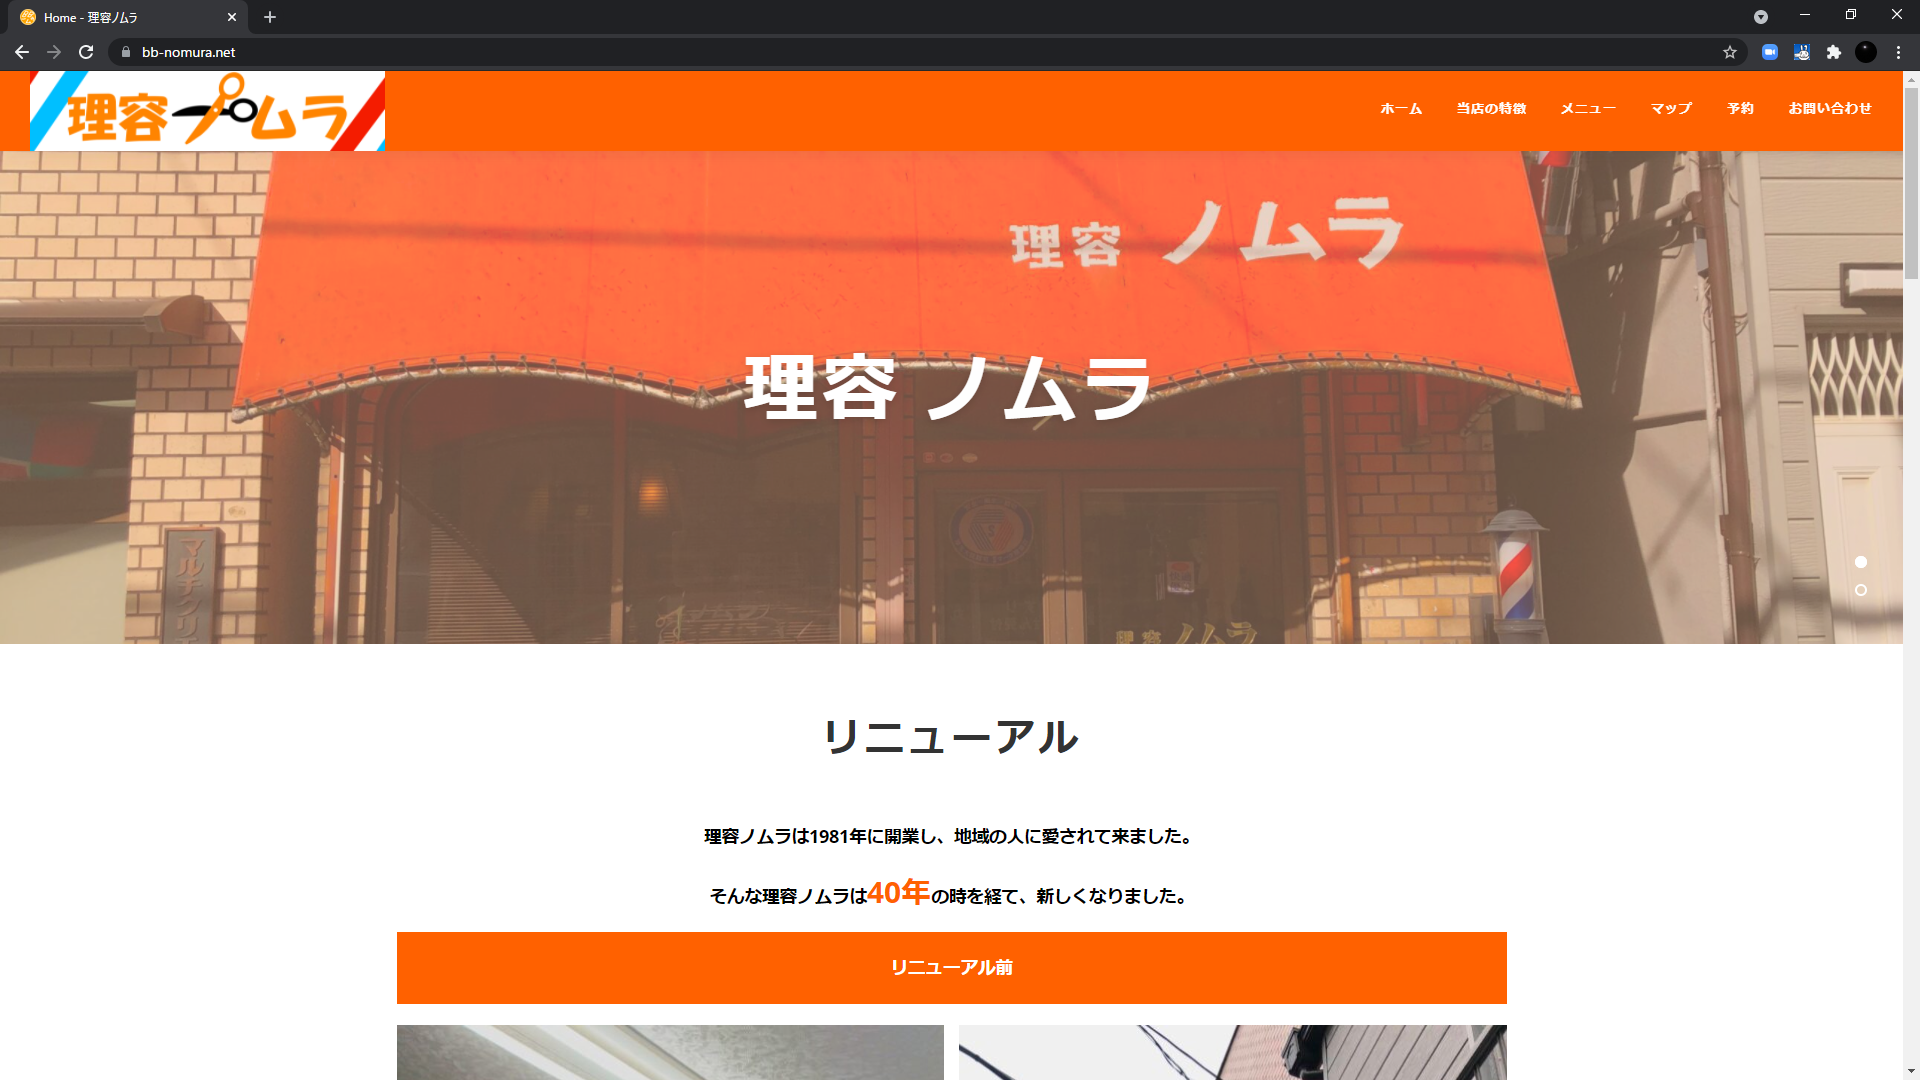 Home - 理容ノムラ
bb-nomura.net
理容ノムラ
ホーム 当店の特徴 メニュー マップ 予約 お問い合わせ
理容 ノムラ
理容 ノムラ
理容 ノムラ
リニューアル
理容ノムラは1981年に開業し、地域の人に愛されて来ました。
そんな理容ノムラは40年の時を経て、新しくなりました。
リニューアル前